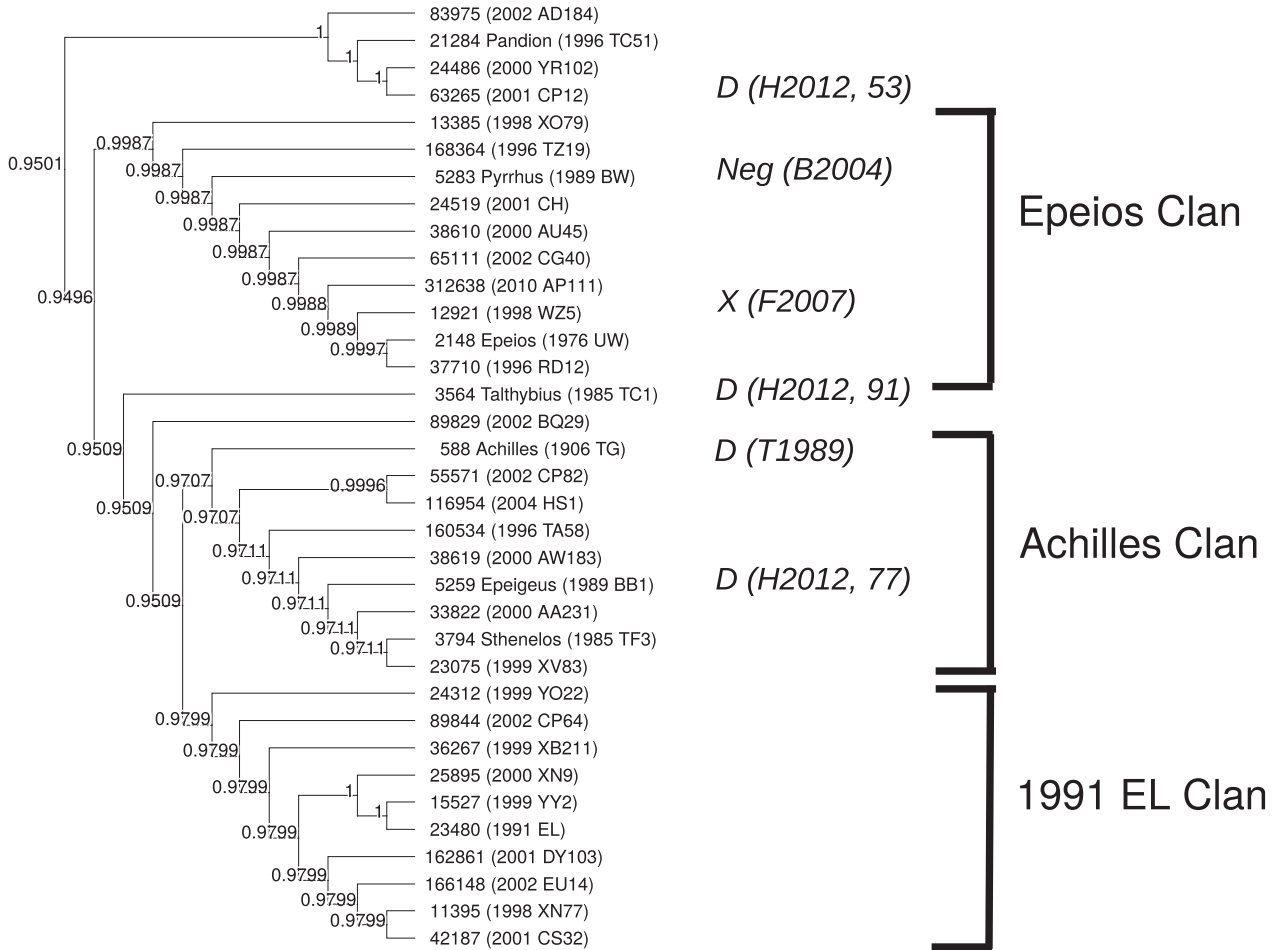 83975 (2002 AD184)
1
21284 Pandion (1996 TC51)
1
24486 (2000 YR102)
1
63265 (2001 CP12)
D (H2012, 53)
13385 (1998 XO79)
0.9987
0.9501
168364 (1996 TZ19)
0.9987
5283 Pyrrhus (1989 BW)
Neg (B2004)
0.9987
24519 (2001 CH)
Epeios Clan
0.9987
38610 (2000 AU45)
0.9987
65111 (2002 CG40)
0.9987
312638 (2010 AP111)
0.9496
0.9988
X (F2007)
12921 (1998 WZ5)
0.9989
2148 Epeios (1976 UW)
0.9997
37710 (1996 RD12)
3564 Talthybius (1985 TC1)
D (H2012, 91)
89829 (2002 BQ29)
0.9509
588 Achilles (1906 TG)
D (T1989)
0.9707
55571 (2002 CP82)
0.9996
116954 (2004 HS1)
0.9509
0.9707
160534 (1996 TA58)
0.9711
38619 (2000 AW183)
Achilles Clan
0.9711
5259 Epeigeus (1989 BB1)
D (H2012, 77)
0.9509
0.9711
33822 (2000 AA231)
0.9711
3794 Sthenelos (1985 TF3)
0.9711
23075 (1999 XV83)
24312 (1999 YO22)
0.9799
89844 (2002 CP64)
0.9799
36267 (1999 XB211)
25895 (2000 XN9)
0.9799
1
15527 (1999 YY2)
1991 EL Clan
1
23480 (1991 EL)
0.9799
162861 (2001 DY103)
0.9799
166148 (2002 EU14)
0.9799
11395 (1998 XN77)
0.9799
42187 (2001 CS32)